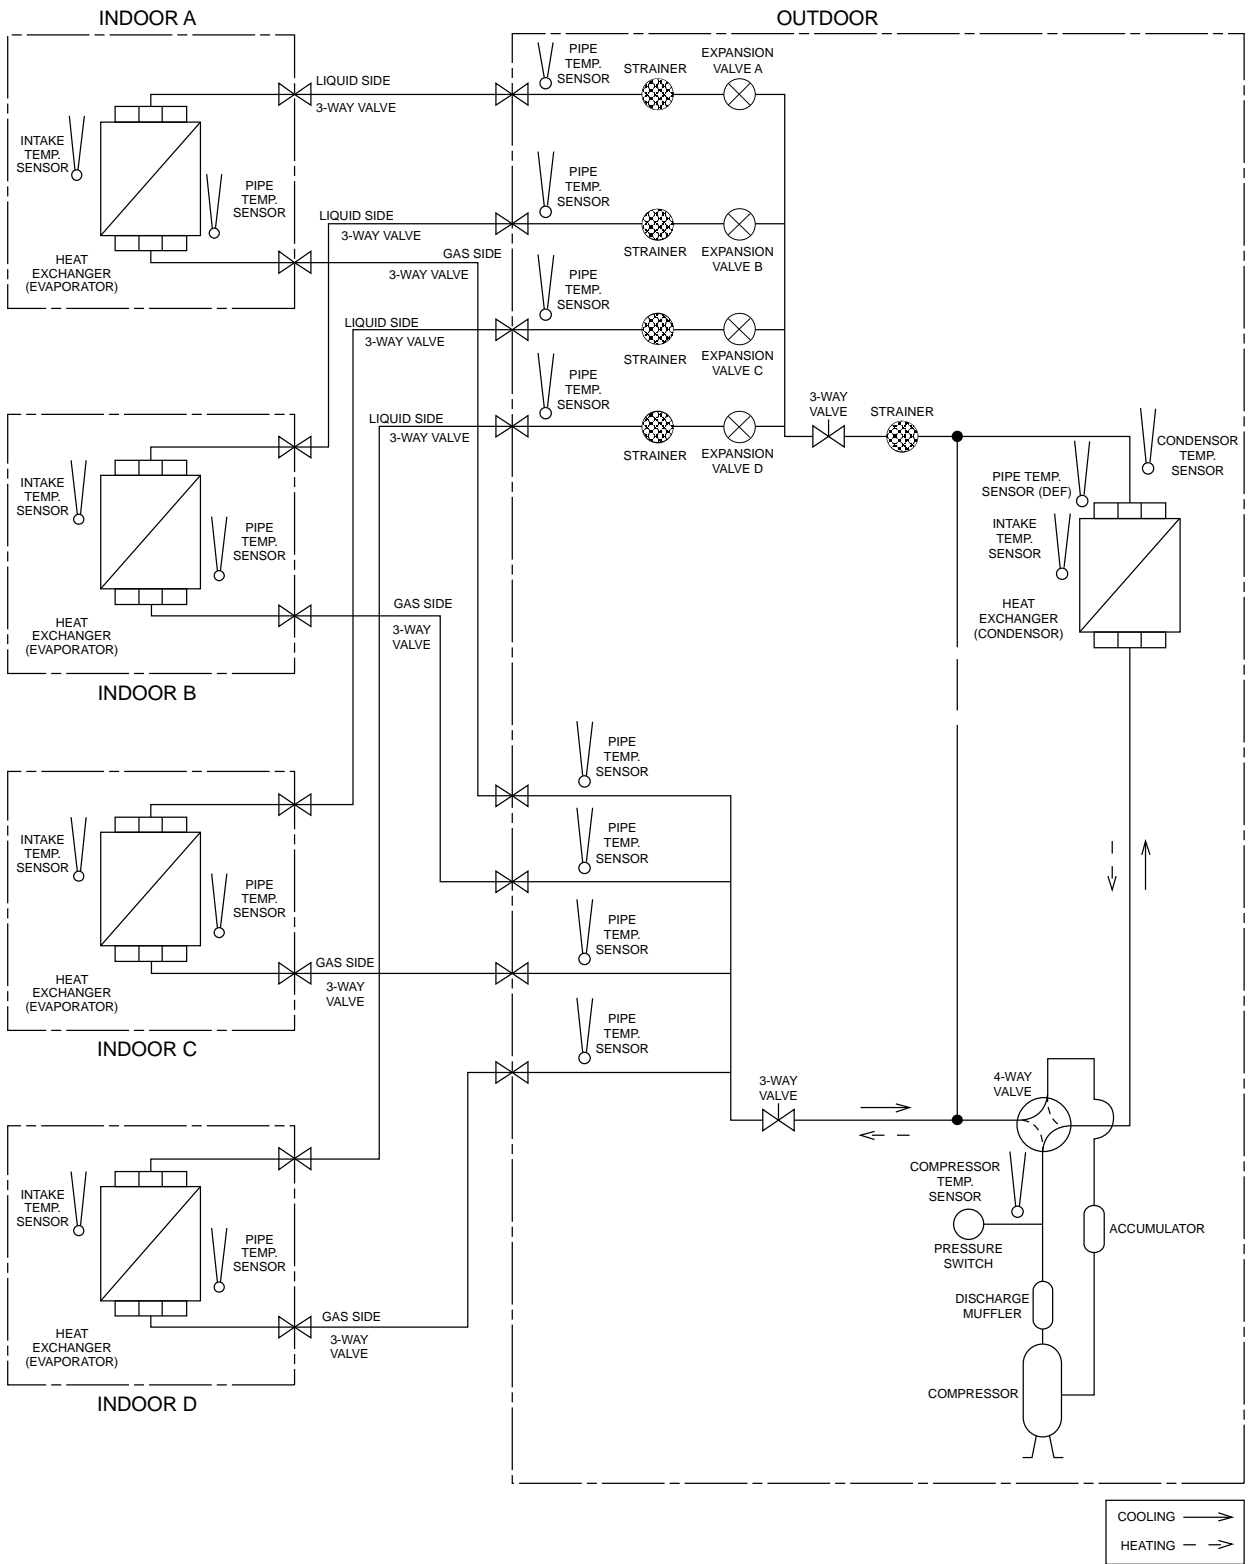 INDOOR A
OUTDOOR
LIQUID SIDE
3-WAY VALVE
PIPE
TEMP.
SENSOR
STRAINER
EXPANSION
VALVE A
INTAKE
TEMP.
SENSOR
PIPE
TEMP.
SENSOR
HEAT
EXCHANGER
(EVAPORATOR)
LIQUID SIDE
3-WAY VALVE
PIPE
TEMP.
SENSOR
STRAINER
EXPANSION
VALVE B
GAS SIDE
3-WAY VALVE
PIPE
TEMP.
SENSOR
LIQUID SIDE
3-WAY VALVE
STRAINER
EXPANSION
VALVE C
PIPE
TEMP.
SENSOR
LIQUID SIDE
3-WAY VALVE
STRAINER
EXPANSION
VALVE D
3-WAY
VALVE
STRAINER
CONDENSOR
TEMP.
SENSOR
PIPE TEMP.
SENSOR (DEF)
INTAKE
TEMP.
SENSOR
HEAT
EXCHANGER
(CONDENSOR)
INTAKE
TEMP.
SENSOR
PIPE
TEMP.
SENSOR
HEAT
EXCHANGER
(EVAPORATOR)
GAS SIDE
3-WAY
VALVE
INDOOR B
PIPE
TEMP.
SENSOR
PIPE
TEMP.
SENSOR
PIPE
TEMP.
SENSOR
PIPE
TEMP.
SENSOR
INTAKE
TEMP.
SENSOR
PIPE
TEMP.
SENSOR
HEAT
EXCHANGER
(EVAPORATOR)
GAS SIDE
3-WAY
VALVE
INDOOR C
3-WAY
VALVE
4-WAY
VALVE
COMPRESSOR
TEMP.
SENSOR
PRESSURE
SWITCH
ACCUMULATOR
DISCHARGE
MUFFLER
COMPRESSOR
INTAKE
TEMP.
SENSOR
PIPE
TEMP.
SENSOR
HEAT
EXCHANGER
(EVAPORATOR)
GAS SIDE
3-WAY
VALVE
INDOOR D
COOLING
HEATING